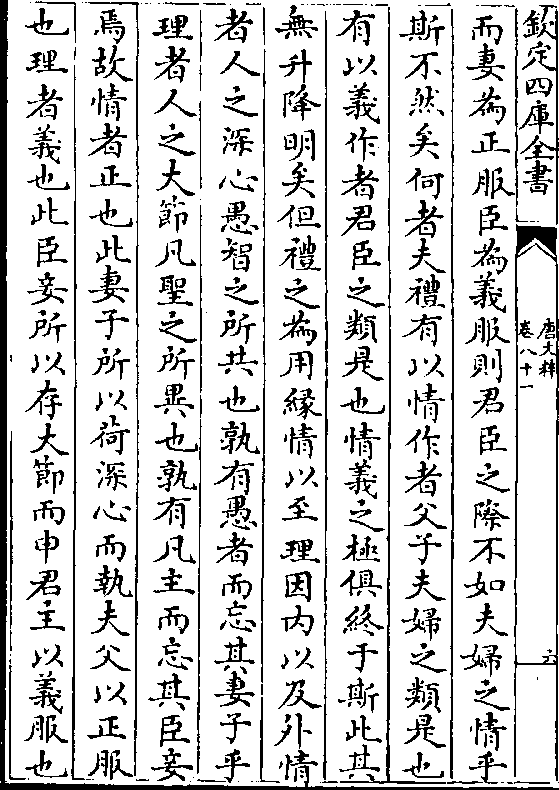 欽定四庫全書
唐文粹
卷八十一
六
而妻為正服臣為義服則君臣之際不如夫婦之情乎
斯不然矣何者夫禮有以情作者父子夫婦之類是也
有以義作者君臣之類是也情義之極俱終于斯此其
無升降明矣但禮之為用縁情以至理因内以及外情
者人之深心愚智之所共也孰有愚者而忘其妻子乎
理者人之大節凡聖之所異也孰有凡主而忘其臣妾
焉故情者正也此妻子所以荷深心而執夫父以正服
也理者義也此臣妾所以存大節而申君主以義服也